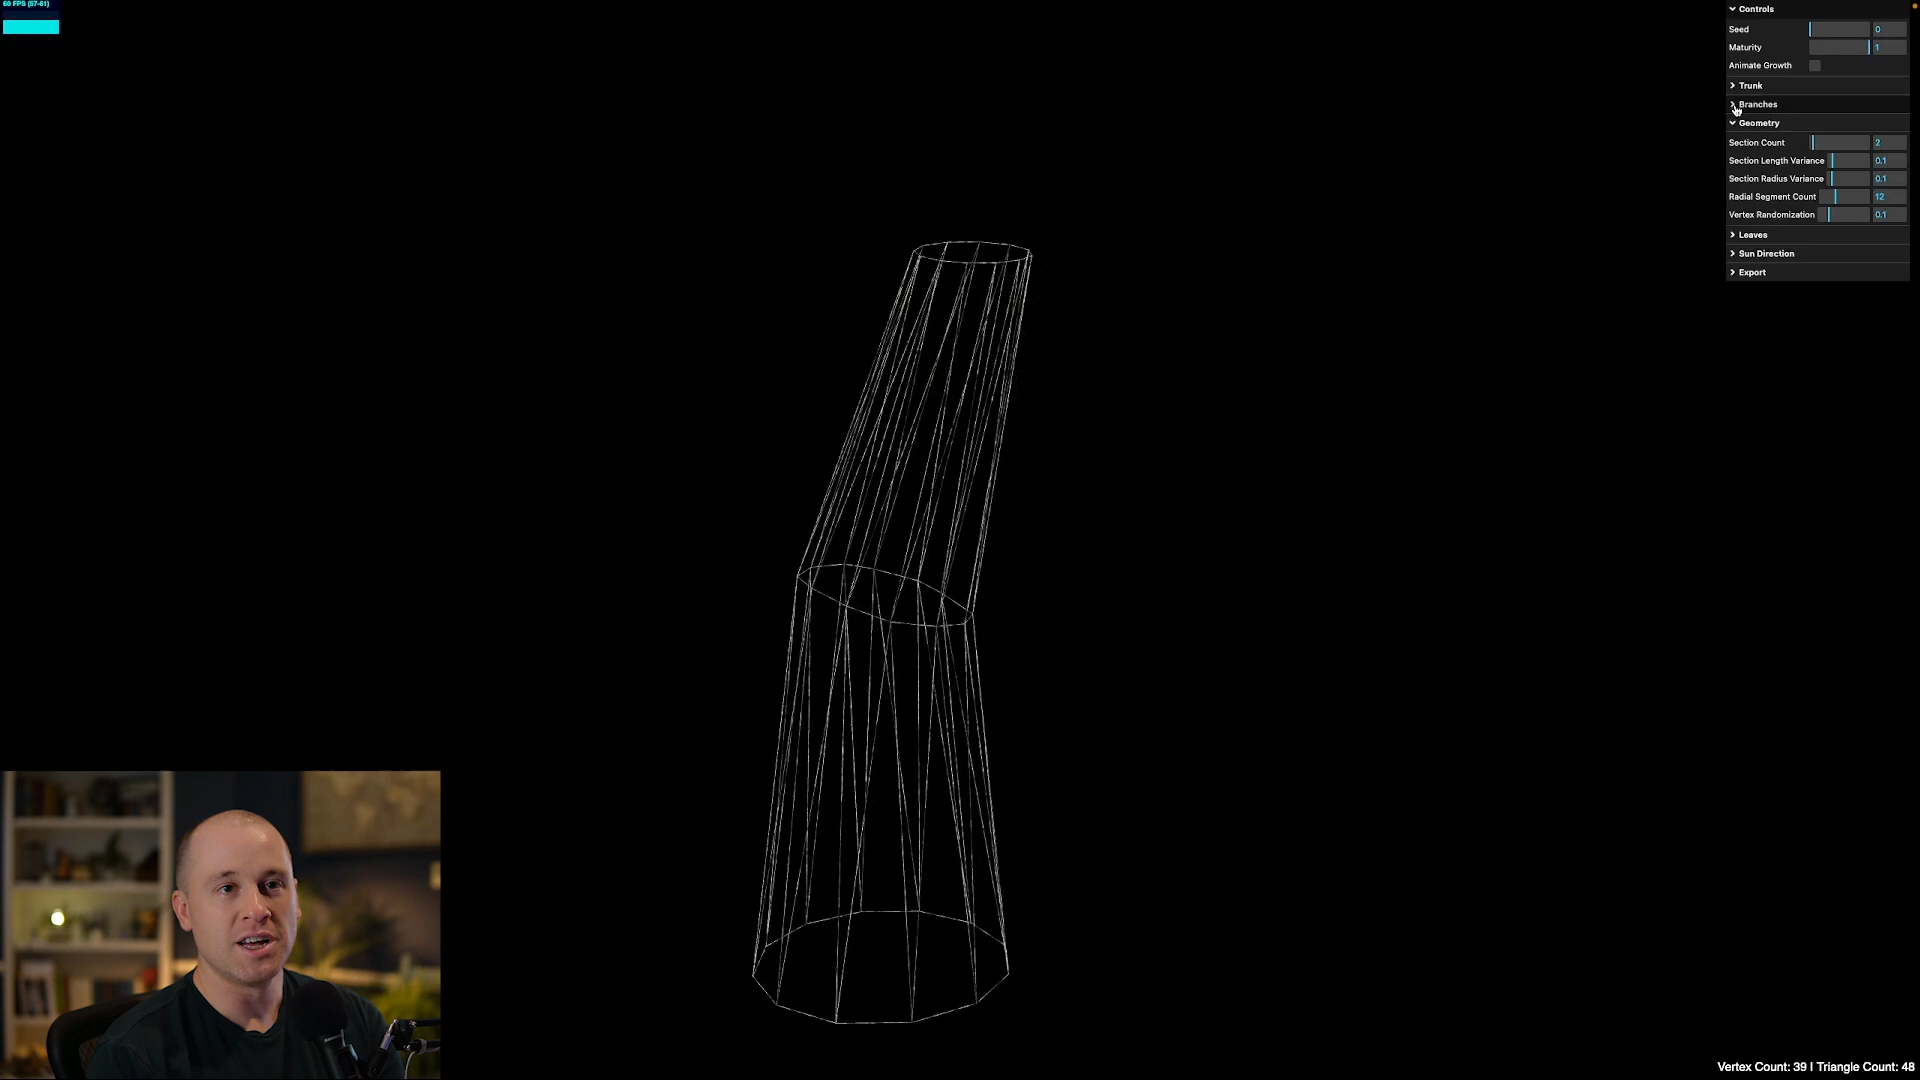 60 FPS (57-61)
Controls
Seed 0
Maturity 1
Animate Growth
Trunk
Branches
Geometry
Section Count 2
Section Length Variance 0.1
Section Radius Variance 0.1
Radial Segment Count 12
Vertex Randomization 0.1
Leaves
Sun Direction
Export
Vertex Count: 39 | Triangle Count: 48